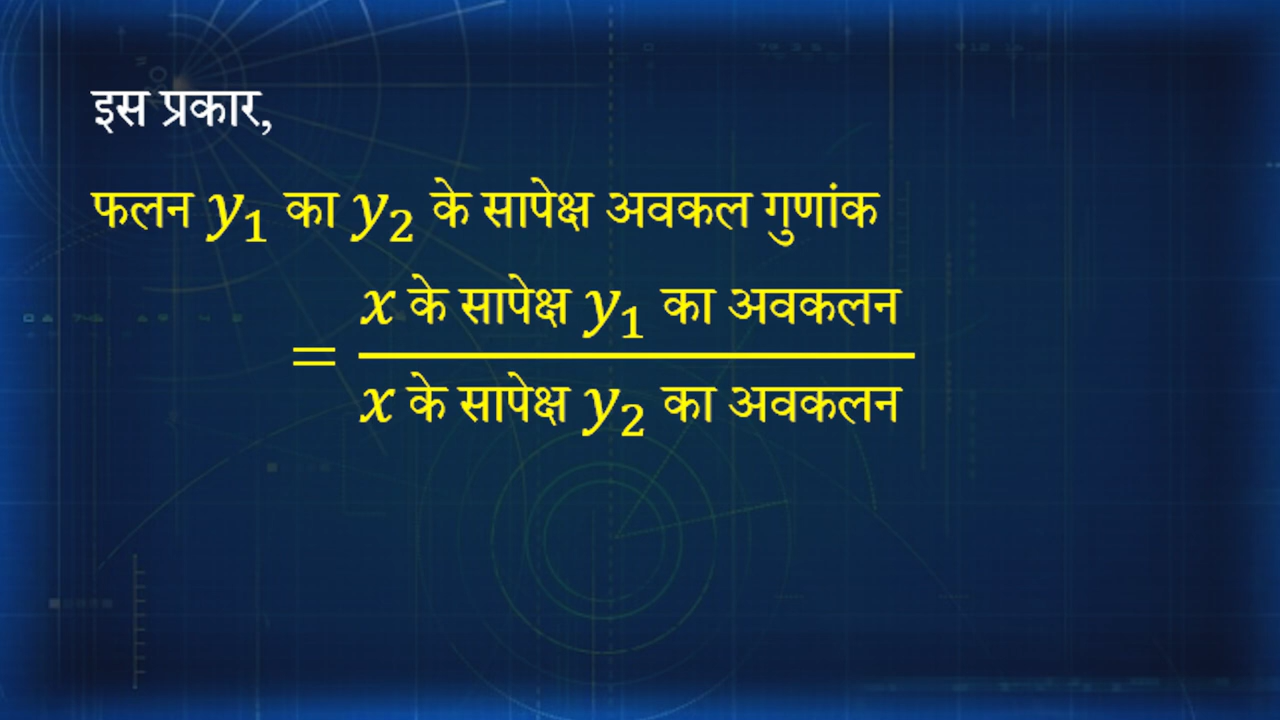 इस प्रकार,
फलन y₁ का y₂ के सापेक्ष अवकल गुणांक
= x के सापेक्ष y₁ का अवकलन
x के सापेक्ष y₂ का अवकलन